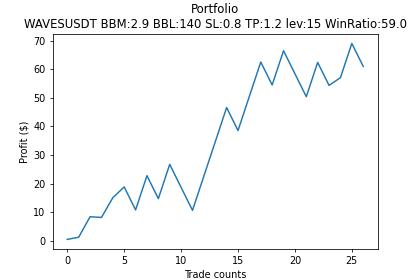 Portfolio
WAVESUSDT BBM:2.9 BBL:140 SL:0.8 TP:1.2 lev:15 WinRatio:59.0
70
60
50
40
30
20
10
0
Profit ($)
0 5 10 15 20 25
Trade counts